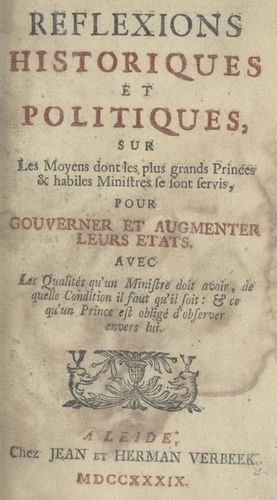 REFLEXIONS
HISTORIQUES
ET
POLITIQUES,
SUR
Les Moyens dont les plus grands Princes
& habiles Ministres se sont servis,
POUR
GOUVERNER ET AUGMENTER
LEURS ETATS.
AVEC
Les Qualités qu'un Ministre doit avoir, de
quelle Condition il faut qu'il soit: & ce
qu'un Prince est obligé d'observer
envers lui.
A LEIDE,
Chez JEAN ET HERMAN VERBEEK.
MDCCXXXIX.